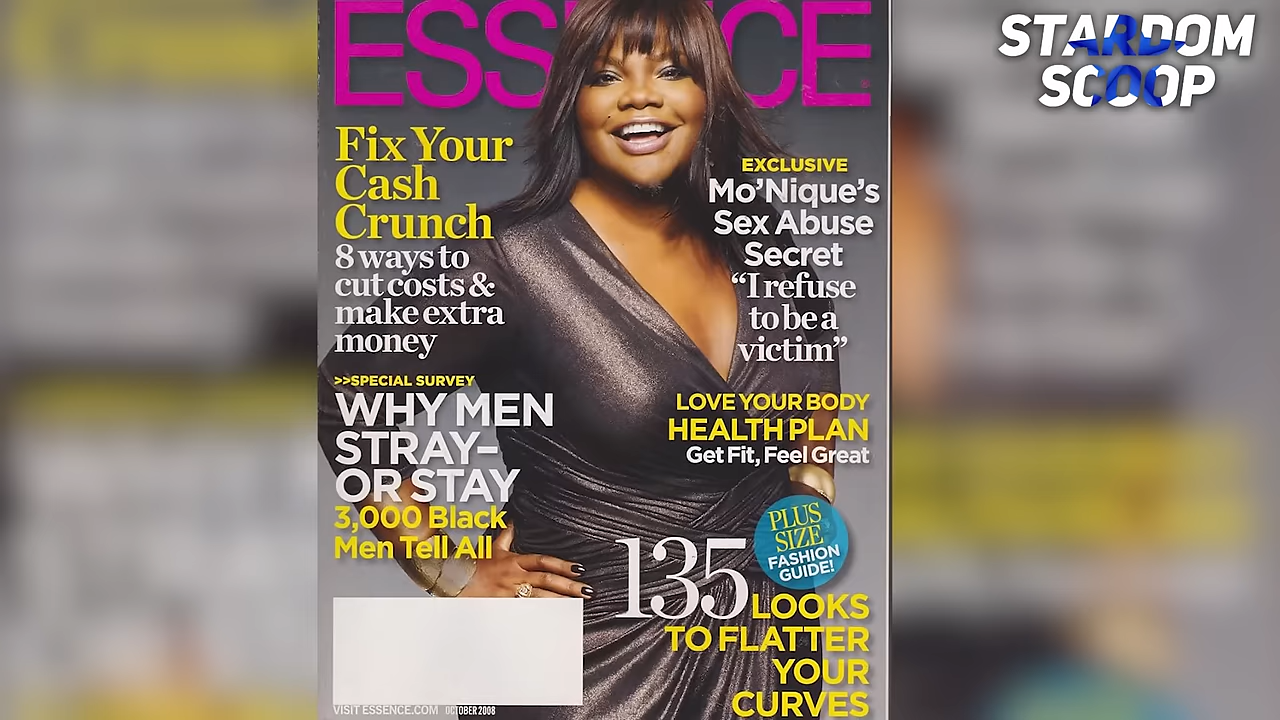 ESSENCE
STARDOM
SCOOP
Fix Your
Cash
Crunch
8 ways to
cut costs &
make extra
money
>>SPECIAL SURVEY
WHY MEN
STRAY–
OR STAY
3,000 Black
Men Tell All
EXCLUSIVE
Mo’Nique’s
Sex Abuse
Secret
“I refuse
to be a
victim”
LOVE YOUR BODY
HEALTH PLAN
Get Fit, Feel Great
PLUS
SIZE
FASHION
GUIDE!
135 LOOKS
TO FLATTER
YOUR
CURVES
VISIT ESSENCE.COM OCTOBER 2008